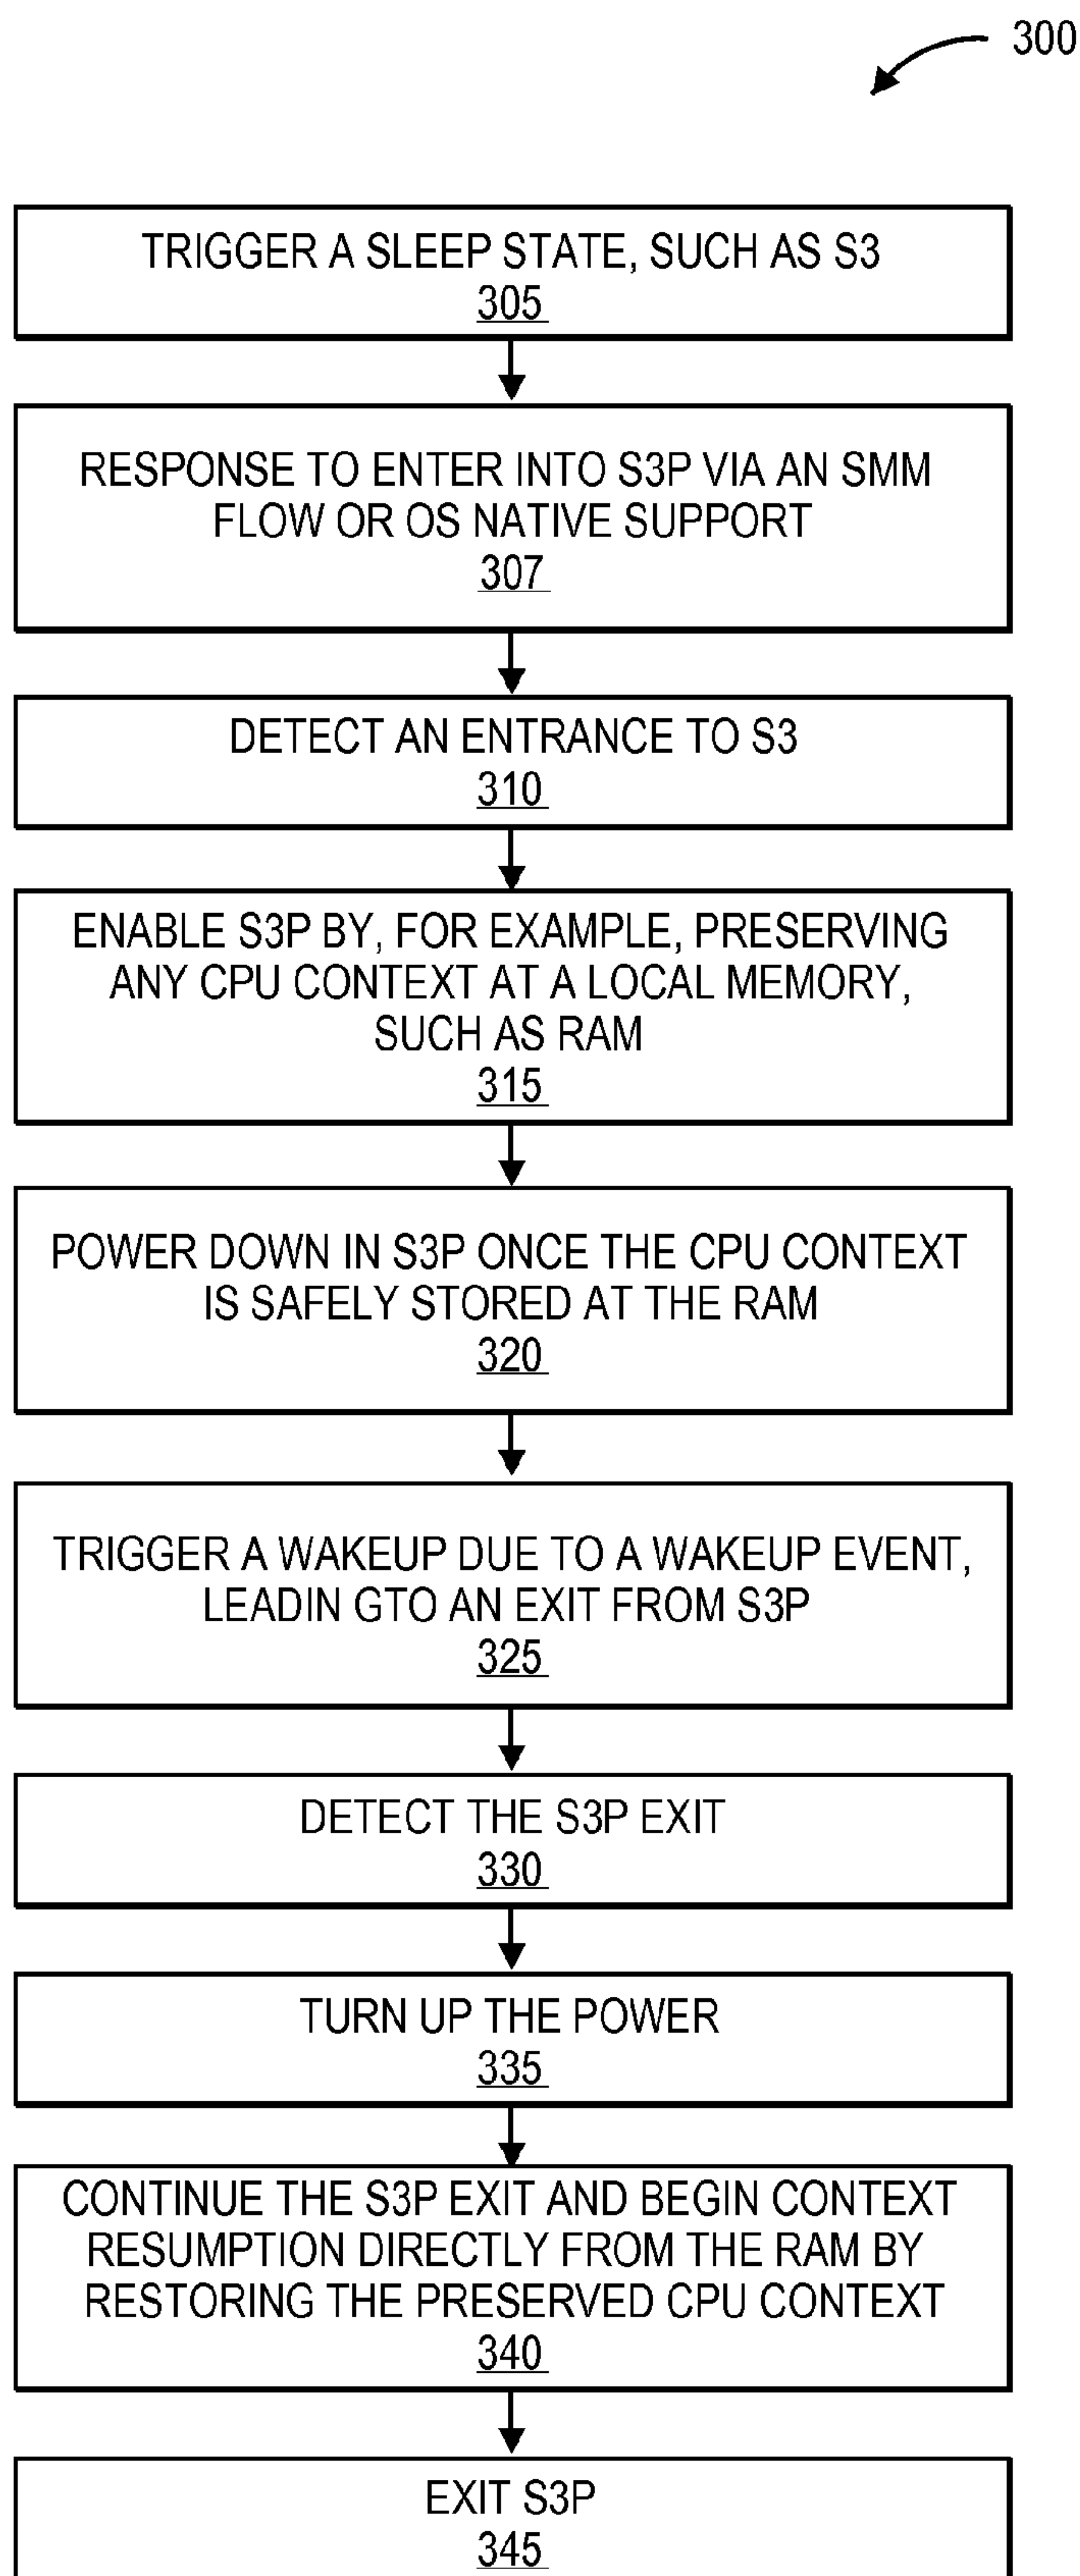 300
TRIGGER A SLEEP STATE, SUCH AS S3
305
RESPONSE TO ENTER INTO S3P VIA AN SMM
FLOW OR OS NATIVE SUPPORT
307
DETECT AN ENTRANCE TO S3
310
ENABLE S3P BY, FOR EXAMPLE, PRESERVING
ANY CPU CONTEXT AT A LOCAL MEMORY,
SUCH AS RAM
315
POWER DOWN IN S3P ONCE THE CPU CONTEXT
IS SAFELY STORED AT THE RAM
320
TRIGGER A WAKEUP DUE TO A WAKEUP EVENT,
LEADIN GTO AN EXIT FROM S3P
325
DETECT THE S3P EXIT
330
TURN UP THE POWER
335
CONTINUE THE S3P EXIT AND BEGIN CONTEXT
RESUMPTION DIRECTLY FROM THE RAM BY
RESTORING THE PRESERVED CPU CONTEXT
340
EXIT S3P
345